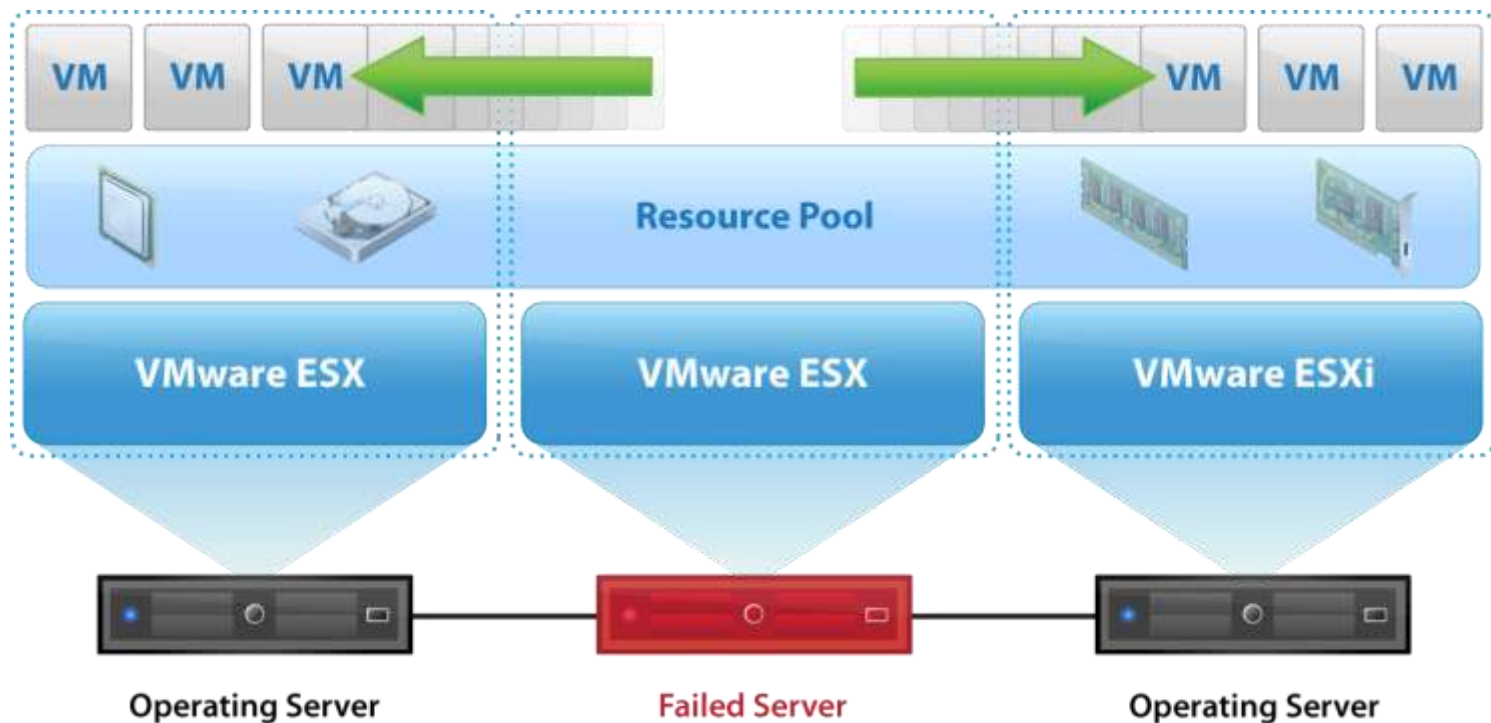 VM
VM
VM
VM
VM
VM
Resource Pool
VMware ESX
VMware ESX
VMware ESXi
Operating Server
Failed Server
Operating Server